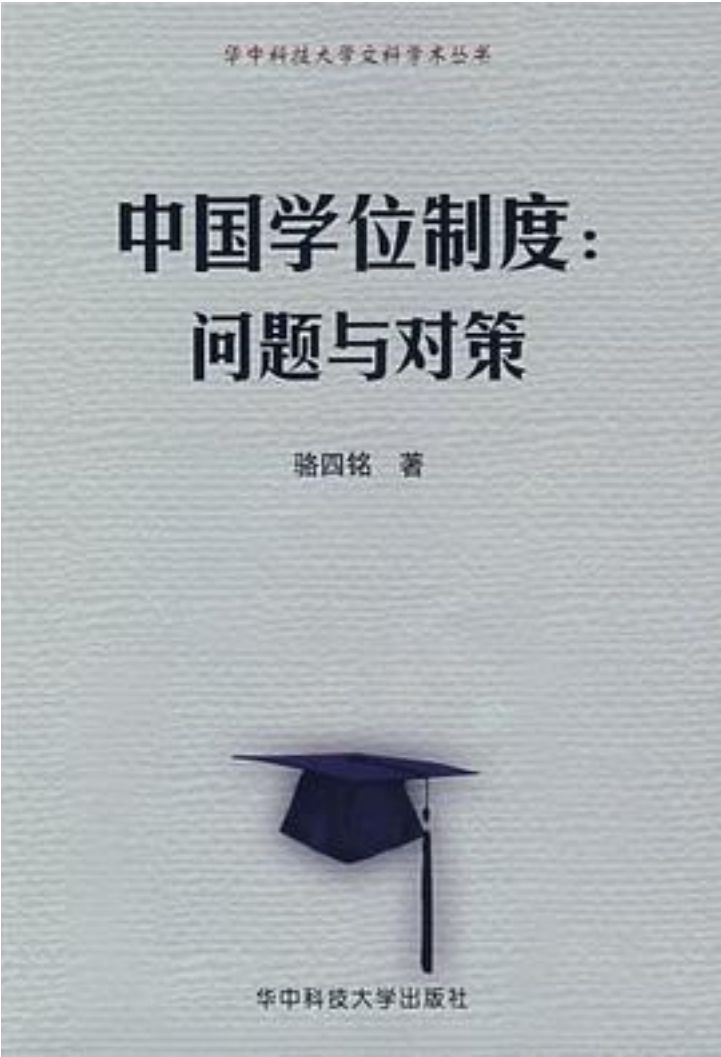 华中科技大学文科学术丛书
中国学位制度：
问题与对策
骆四铭 著
华中科技大学出版社